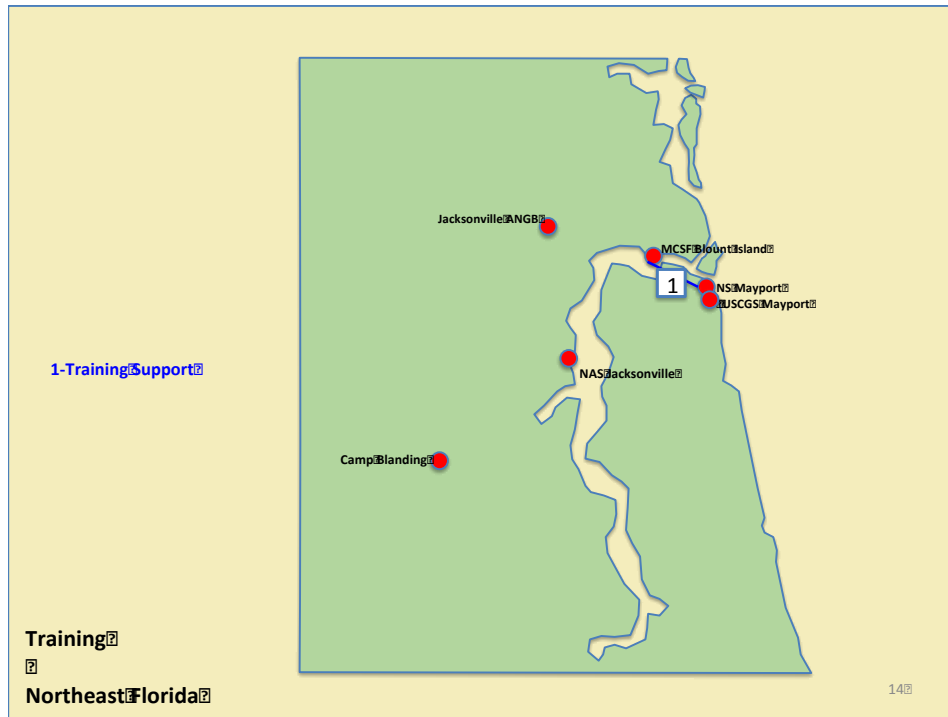 Jacksonville ANGB
MCSF Blount Island
1
NS Mayport
USCGS Mayport
1-Training Support
NAS Jacksonville
Camp Blanding
Training
Northeast Florida
14